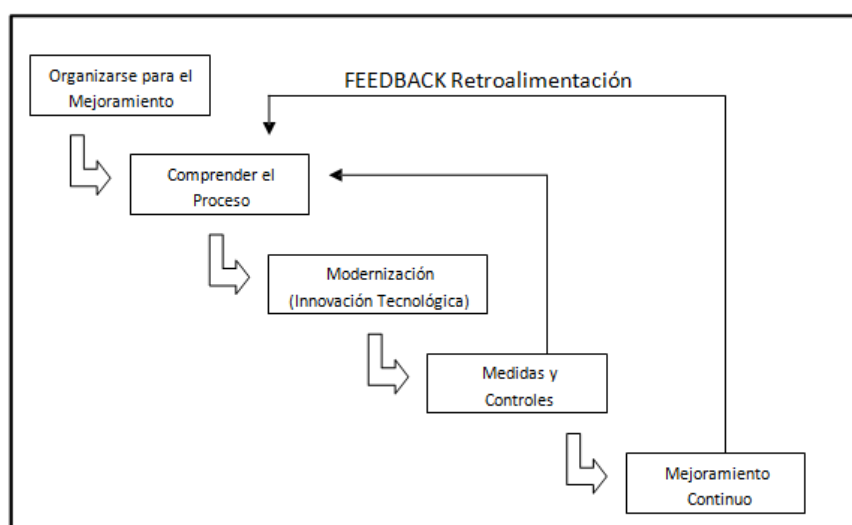 Organizarse para el
Mejoramiento
FEEDBACK Retroalimentación
Comprender el
Proceso
Modernización
(Innovación Tecnológica)
Medidas y
Controles
Mejoramiento
Continuo